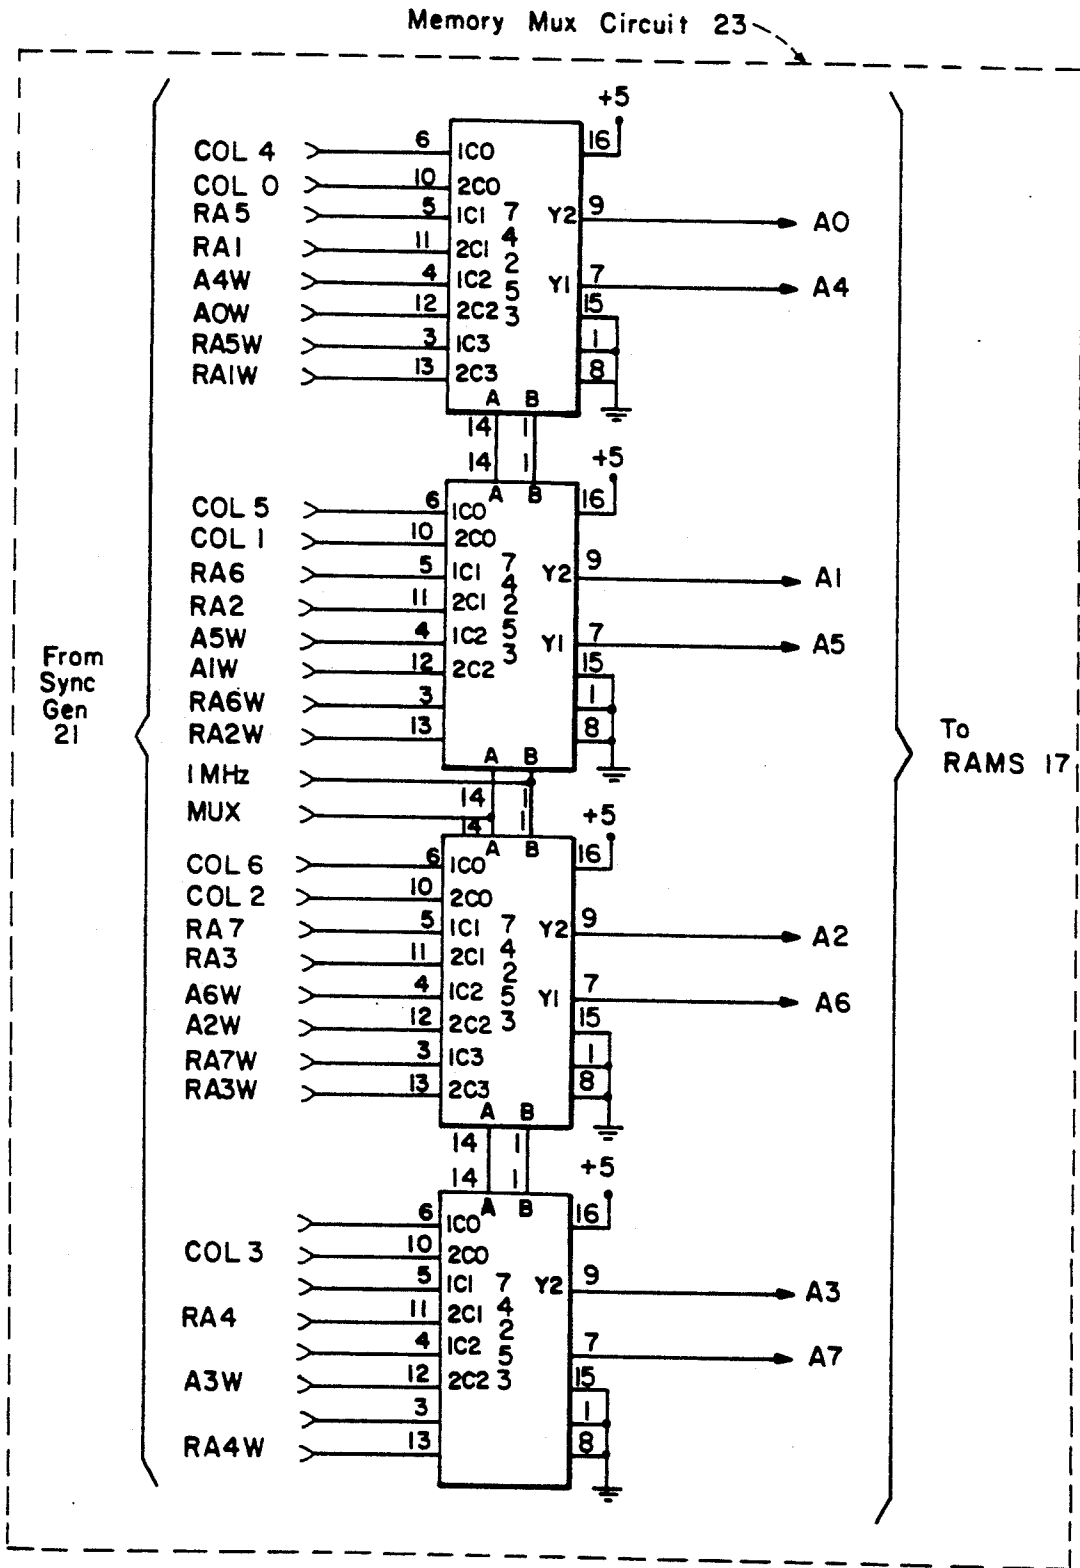 Memory Mux Circuit 23
+5
COL 4 6 1C0 16
COL 0 10 2C0
RA5 5 1C1 7 Y2 9 A0
RA1 11 2C1 4
A4W 4 1C2 2 Y1 7 A4
A0W 12 2C2 5 15
RA5W 3 1C3 3 1
RA1W 13 2C3 8
A B
14 1
14 1 +5
A B
COL 5 6 1C0 16
COL 1 10 2C0
RA6 5 1C1 7 Y2 9 A1
RA2 11 2C1 4
A5W 4 1C2 2 Y1 7 A5
A1W 12 2C2 5 15
RA6W 3 3 1
RA2W 13 8
From
Sync
Gen
21
To
RAMS 17
A B
1MHz
14 1
MUX
14 1 +5
A B
COL 6 6 1C0 16
COL 2 10 2C0
RA7 5 1C1 7 Y2 9 A2
RA3 11 2C1 4
A6W 4 1C2 2 Y1 7 A6
A2W 12 2C2 5 15
RA7W 3 1C3 3 1
RA3W 13 2C3 8
A B
14 1
14 1 +5
A B
6 1C0 16
COL 3 10 2C0
5 1C1 7 Y2 9 A3
RA4 11 2C1 4
4 1C2 2 7 A7
A3W 12 2C2 5 15
3 3 1
RA4W 13 8